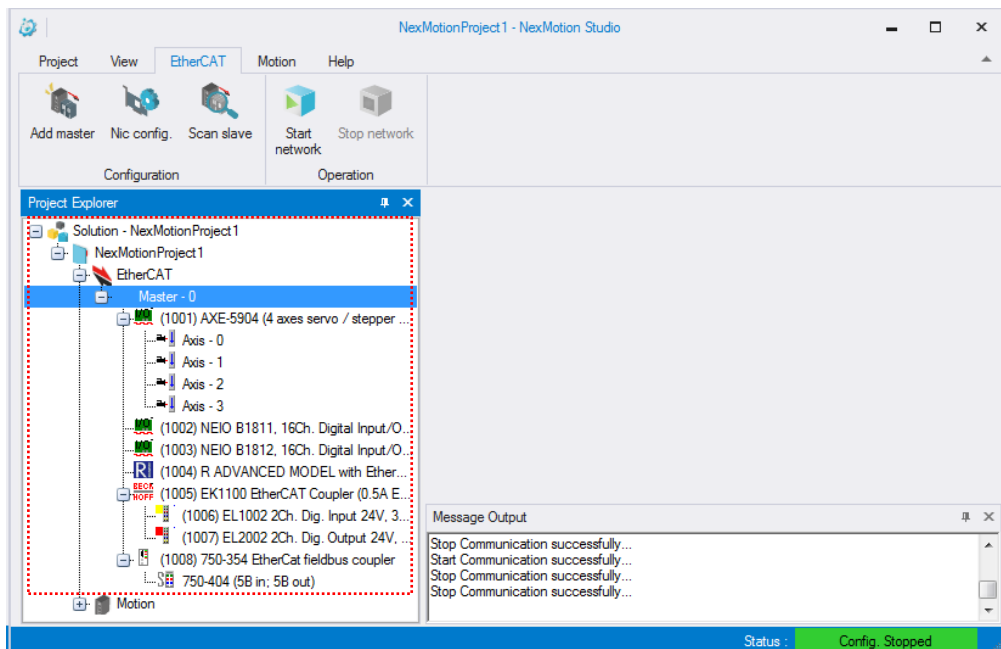 NexMotionProject1 - NexMotion Studio
Project View EtherCAT Motion Help
Add master Nic config. Scan slave Start network Stop network
Configuration Operation
Project Explorer
Solution - NexMotionProject1
NexMotionProject1
EtherCAT
Master - 0
(1001) AXE-5904 (4 axes servo / stepper ...
Axis - 0
Axis - 1
Axis - 2
Axis - 3
(1002) NEIO B1811, 16Ch. Digital Input/O...
(1003) NEIO B1812, 16Ch. Digital Input/O...
RI (1004) R ADVANCED MODEL with Ether...
BECKHOFF (1005) EK1100 EtherCAT Coupler (0.5A E...
(1006) EL1002 2Ch. Dig. Input 24V, 3...
(1007) EL2002 2Ch. Dig. Output 24V, ...
(1008) 750-354 EtherCat fieldbus coupler
750-404 (5B in; 5B out)
Motion
Message Output
Stop Communication successfully...
Start Communication successfully...
Stop Communication successfully...
Stop Communication successfully...
Status : Config. Stopped